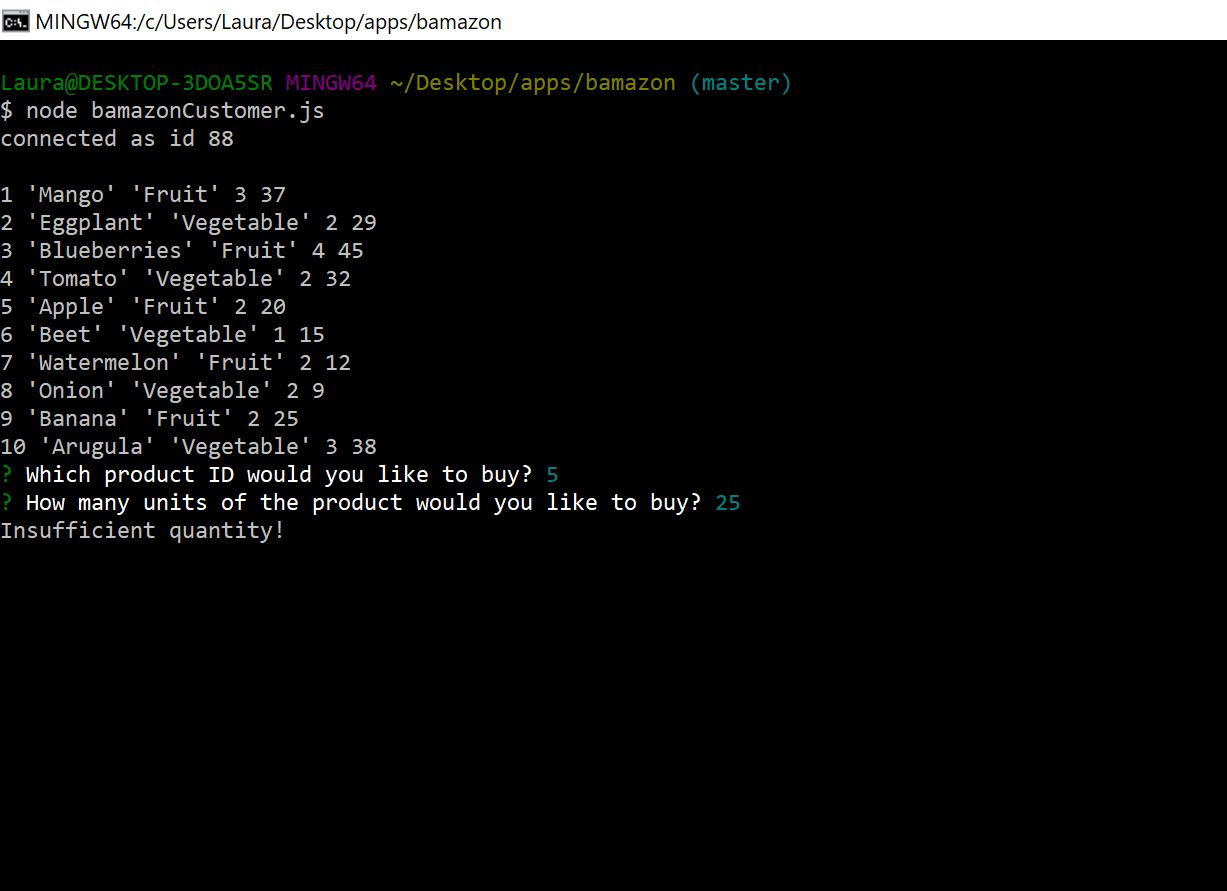 MINGW64:/c/Users/Laura/Desktop/apps/bamazon
Laura@DESKTOP-3DOA5SR MINGW64 ~/Desktop/apps/bamazon (master)
$ node bamazonCustomer.js
connected as id 88
1 'Mango' 'Fruit' 3 37
2 'Eggplant' 'Vegetable' 2 29
3 'Blueberries' 'Fruit' 4 45
4 'Tomato' 'Vegetable' 2 32
5 'Apple' 'Fruit' 2 20
6 'Beet' 'Vegetable' 1 15
7 'Watermelon' 'Fruit' 2 12
8 'Onion' 'Vegetable' 2 9
9 'Banana' 'Fruit' 2 25
10 'Arugula' 'Vegetable' 3 38
? Which product ID would you like to buy? 5
? How many units of the product would you like to buy? 25
Insufficient quantity!